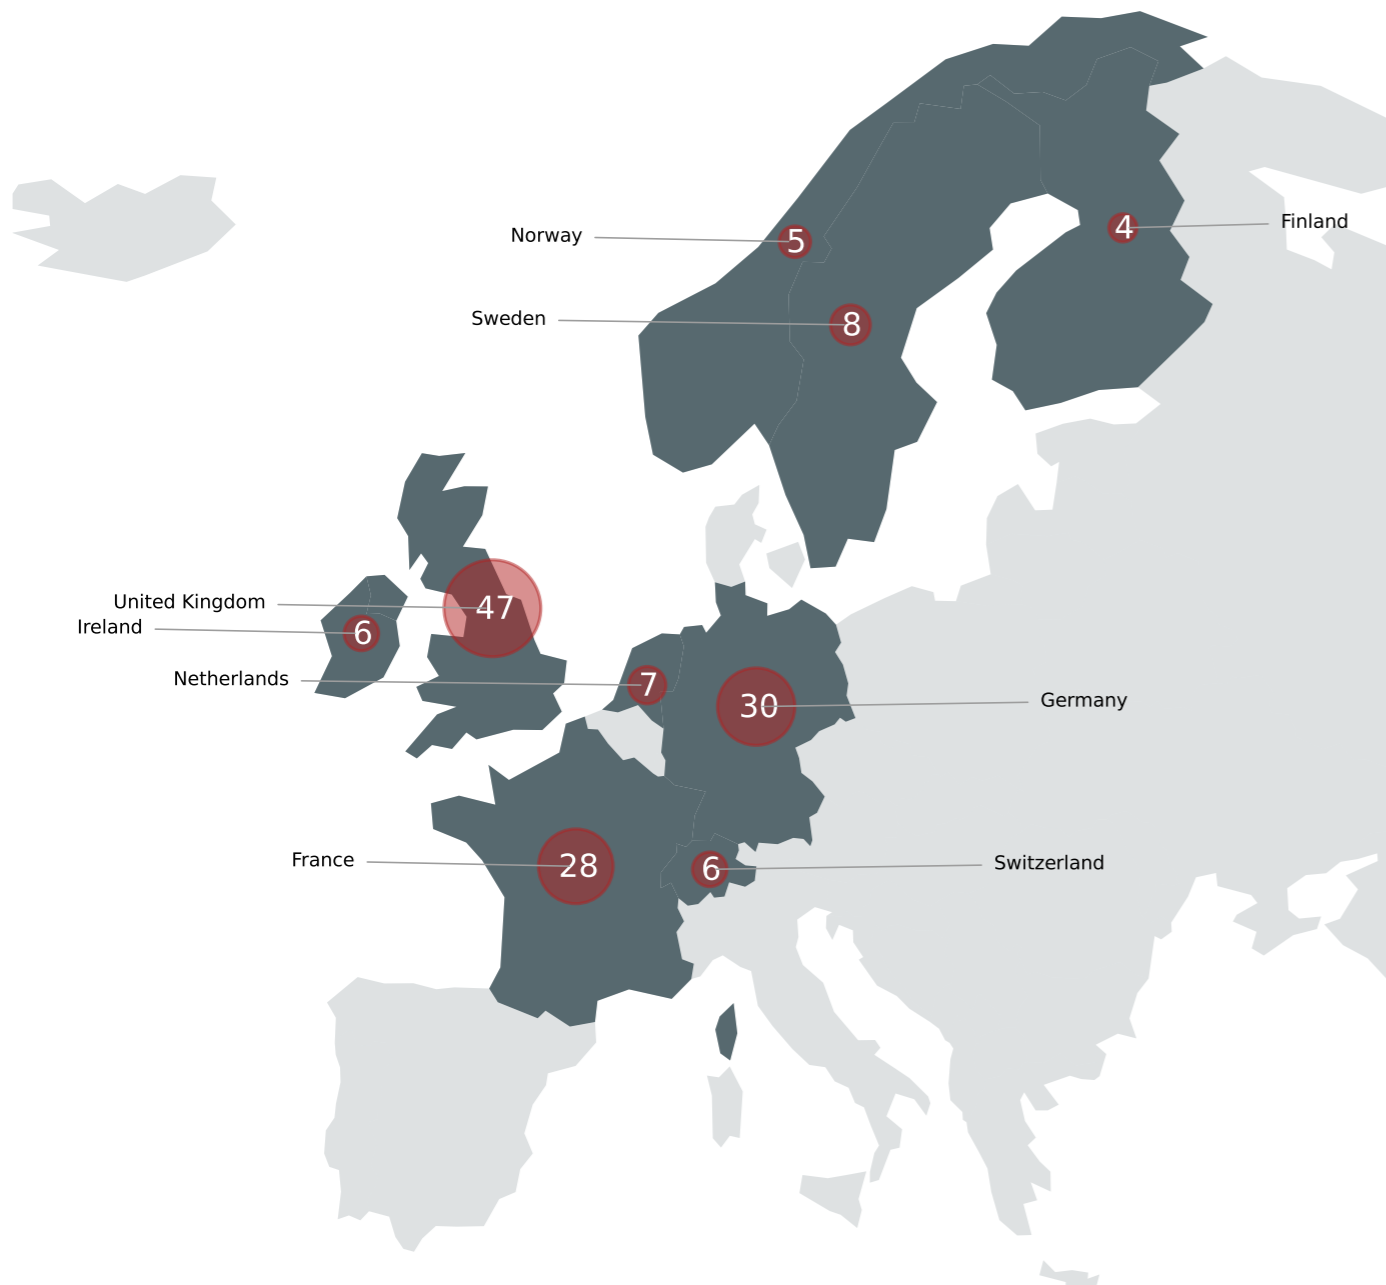 Finland
4
Norway
5
Sweden
8
United Kingdom
47
Ireland
6
Netherlands
7
Germany
30
France
28
Switzerland
6